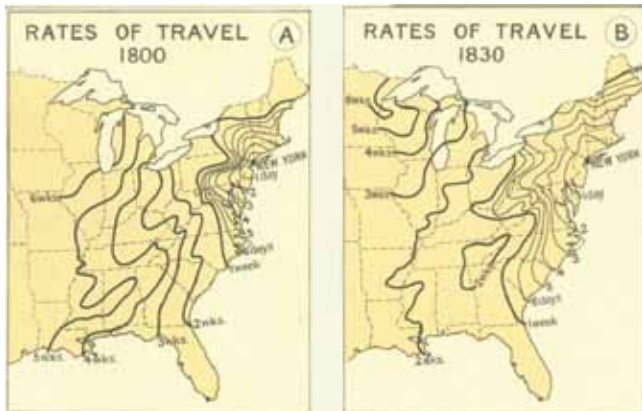 RATES OF TRAVEL
1800
A
NEW YORK
1 day
2
3
4
5
6 days
1 week
2 wks.
3 wks.
4 wks.
5 wks.
6 wks.
RATES OF TRAVEL
1830
B
NEW YORK
1 day
2
3
4
5
6 days
1 week
2 wks.
3 wks.
4 wks.
5 wks.